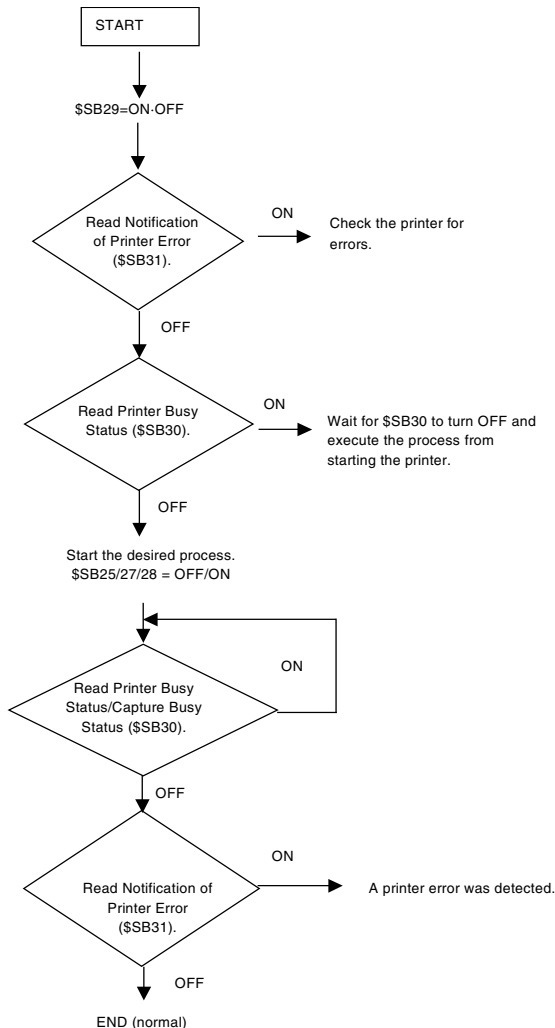 START
$SB29=ON·OFF
Read Notification
of Printer Error
($SB31).
ON
Check the printer for
errors.
OFF
Read Printer Busy
Status ($SB30).
ON
Wait for $SB30 to turn OFF and
execute the process from
starting the printer.
OFF
Start the desired process.
$SB25/27/28 = OFF/ON
ON
Read Printer Busy
Status/Capture Busy
Status ($SB30).
OFF
ON
Read Notification of
Printer Error
($SB31).
A printer error was detected.
OFF
END (normal)